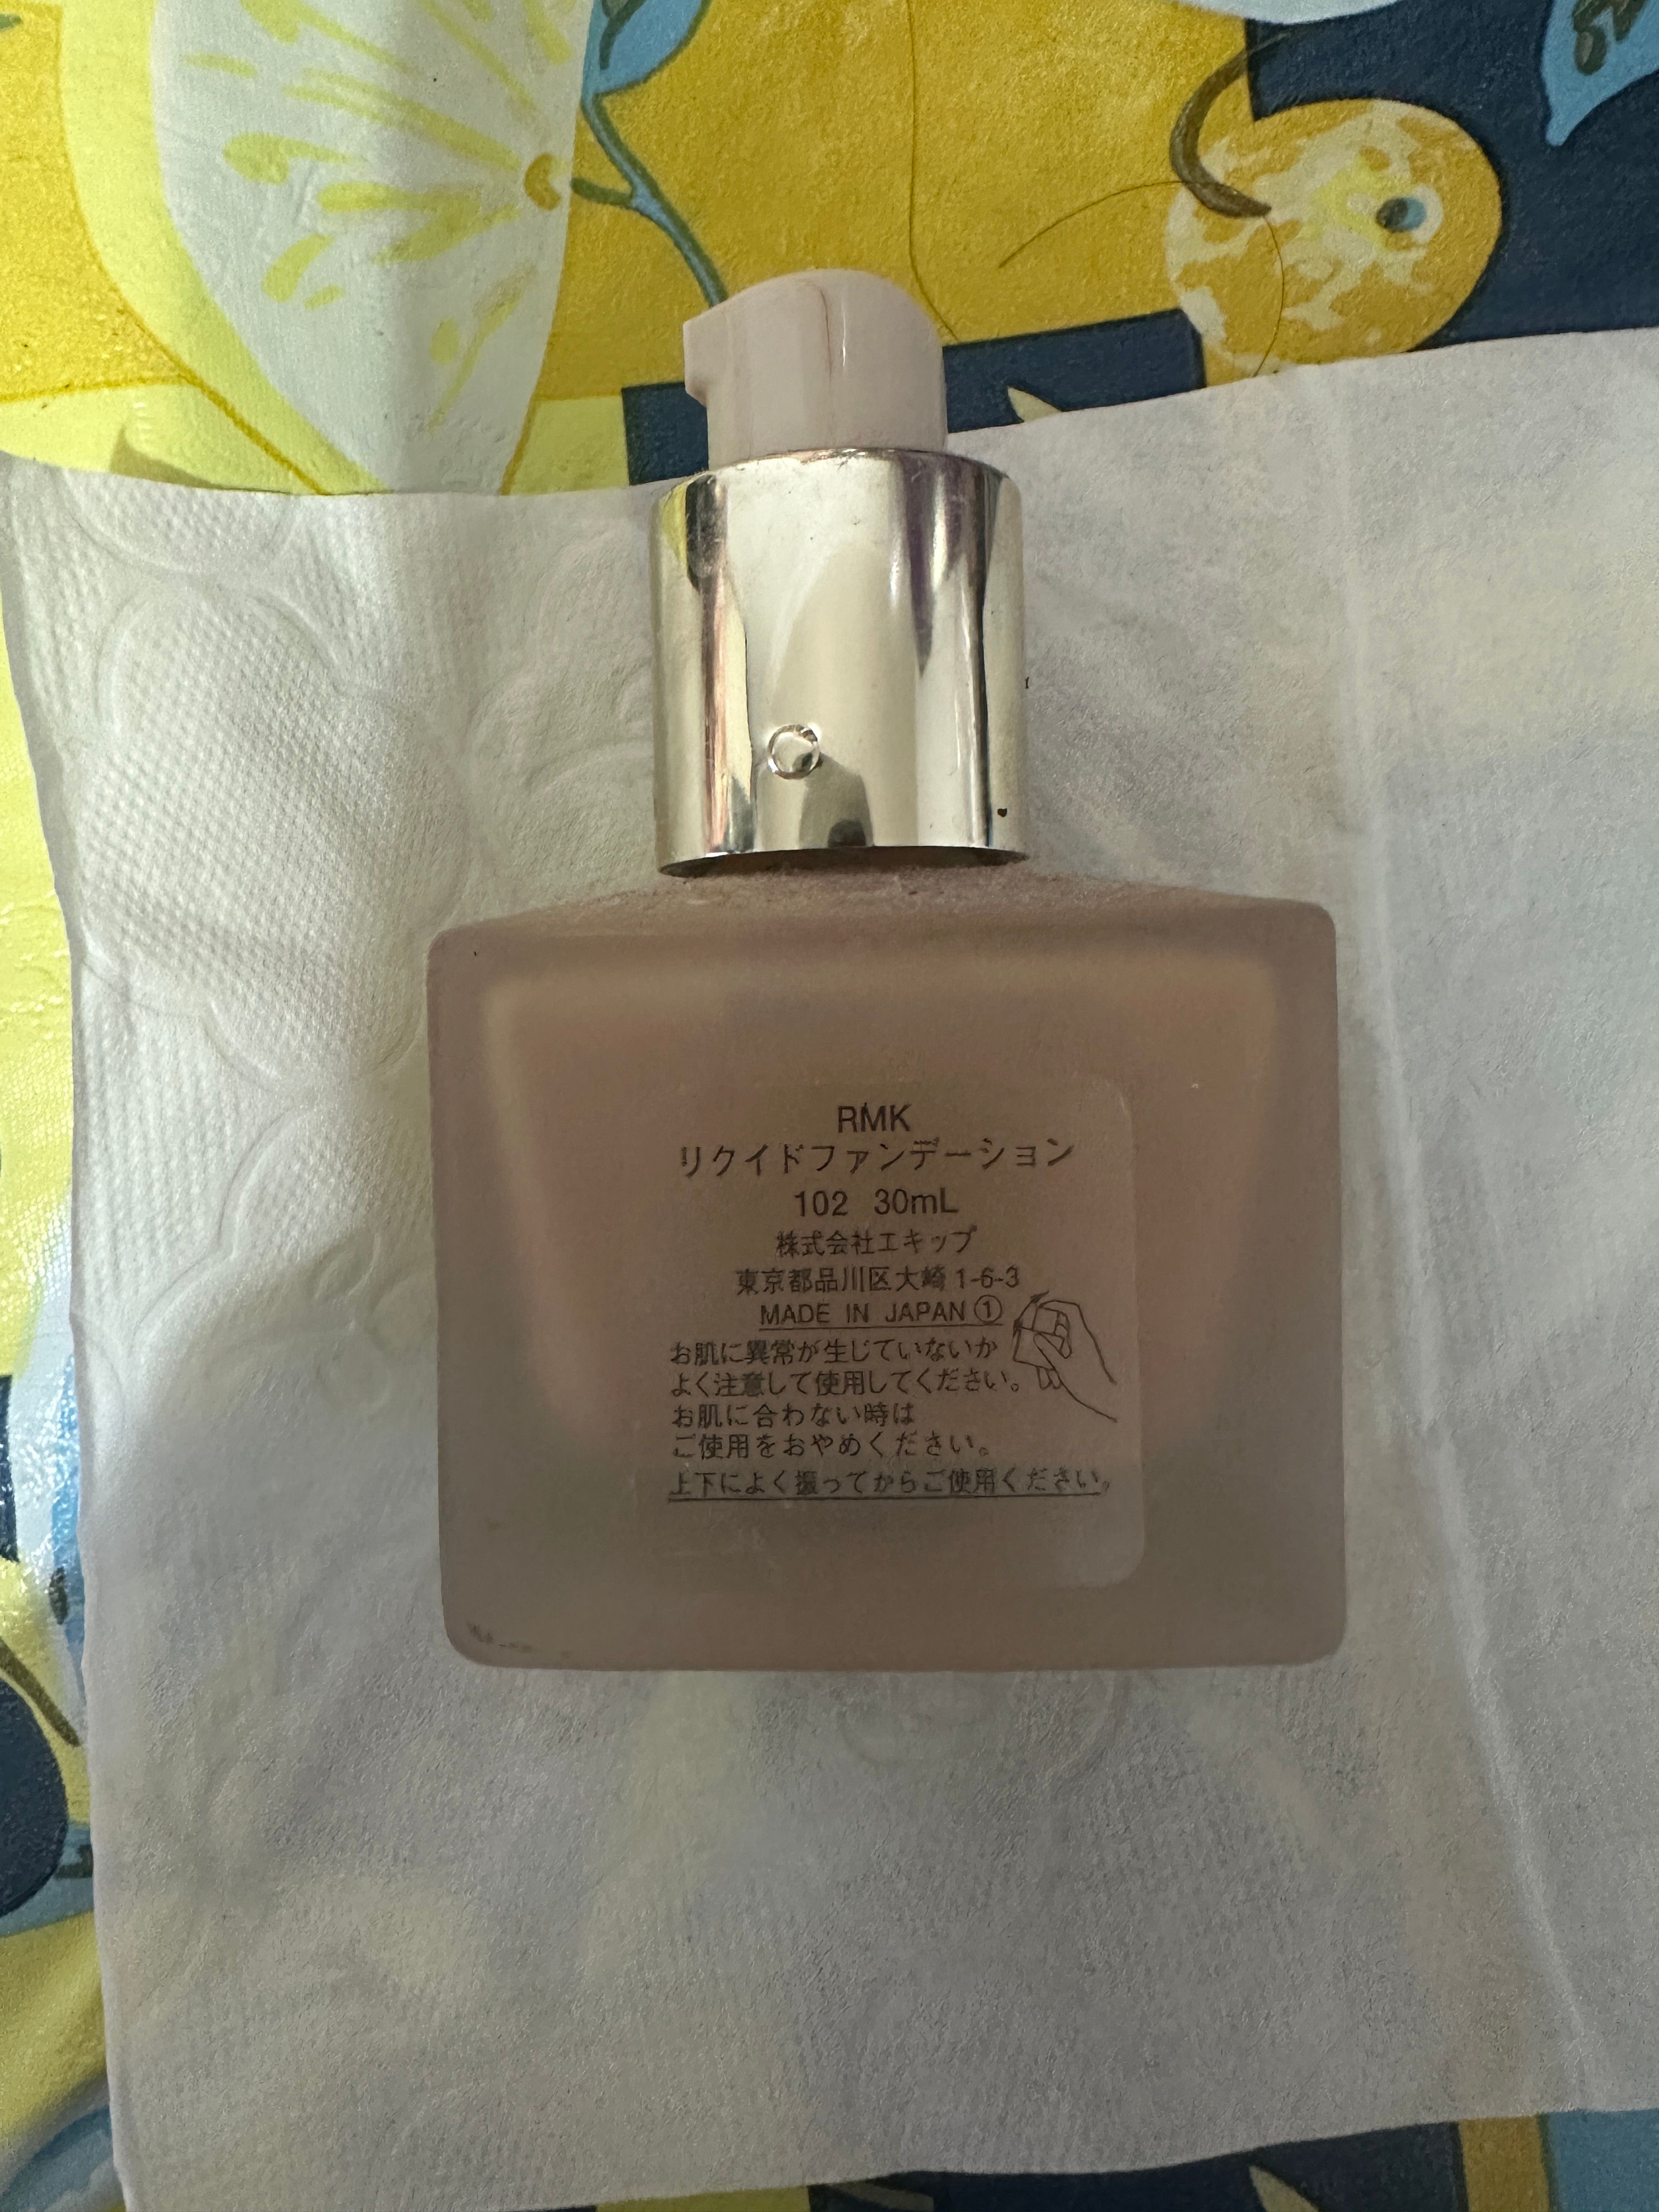 RMK
リクイドファンデーション
102 30mL
株式会社エキップ
東京都品川区大崎1-6-3
MADE IN JAPAN①
お肌に異常が生じていないか
よく注意して使用してください。
お肌に合わない時は
ご使用をおやめください。
上下によく振ってからご使用ください。